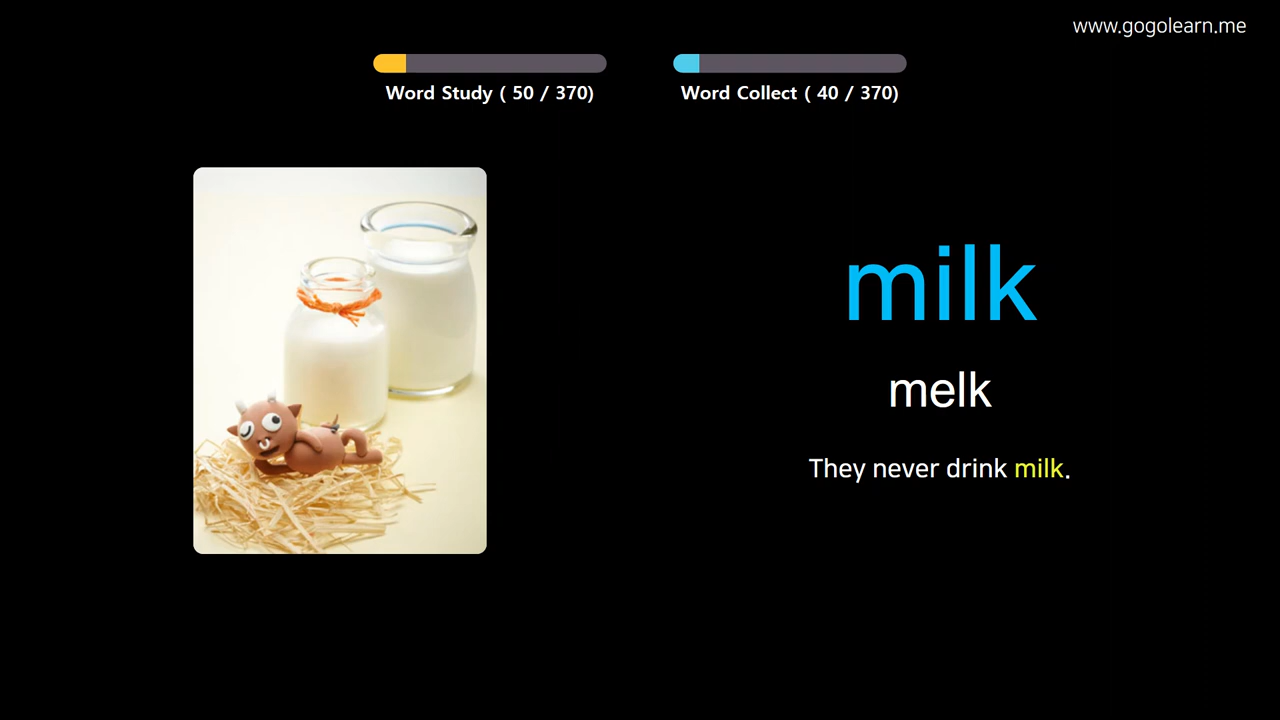 www.gogolearn.me
Word Study ( 50 / 370)
Word Collect ( 40 / 370)
milk
melk
They never drink milk.